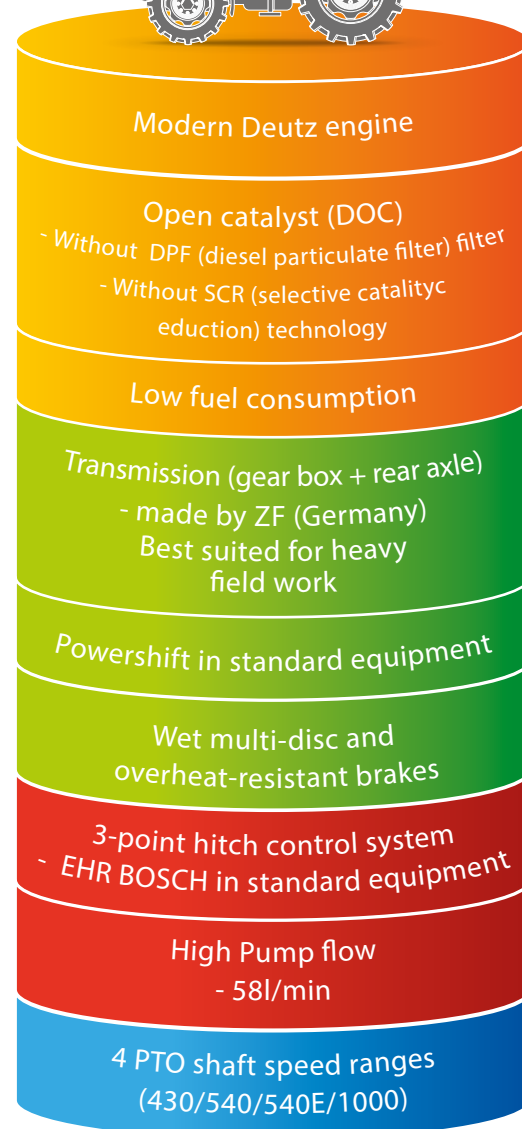 Modern Deutz engine
Open catalyst (DOC)
- Without DPF (diesel particulate filter) filter
- Without SCR (selective catalityc
eduction) technology
Low fuel consumption
Transmission (gear box + rear axle)
- made by ZF (Germany)
Best suited for heavy
field work
Powershift in standard equipment
Wet multi-disc and
overheat-resistant brakes
3-point hitch control system
- EHR BOSCH in standard equipment
High Pump flow
- 58l/min
4 PTO shaft speed ranges
(430/540/540E/1000)